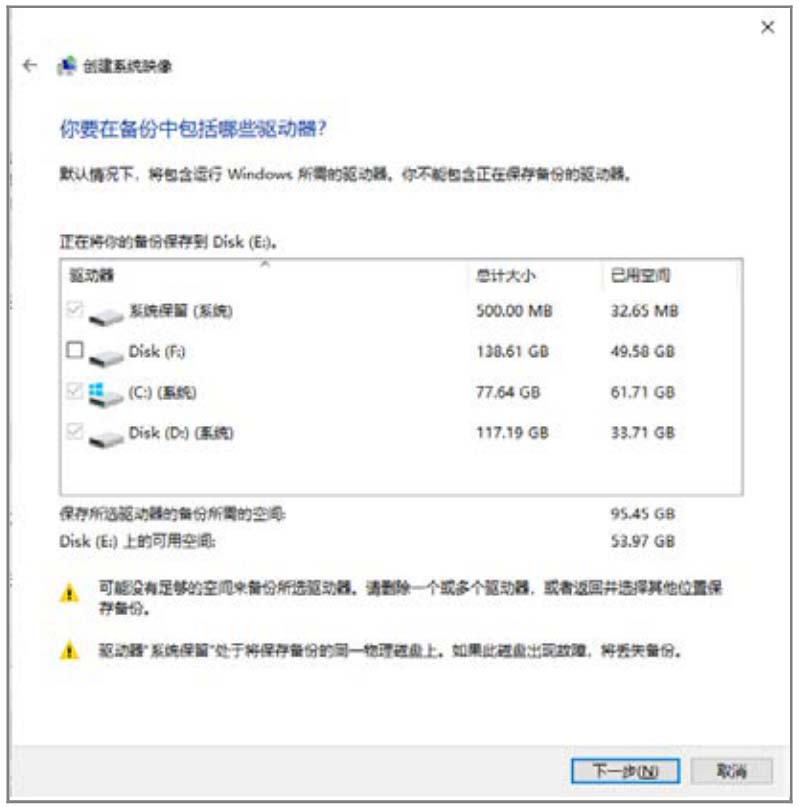 创建系统映像
你要在备份中包括哪些驱动器?
默认情况下，将包含运行 Windows 所需的驱动器。你不能包含正在保存备份的驱动器。
正在将你的备份保存到 Disk (E:)。
驱动器 总计大小 已用空间
系统保留 (系统) 500.00 MB 32.65 MB
Disk (F:) 138.61 GB 49.58 GB
(C:) (系统) 77.64 GB 61.71 GB
Disk (D:) (系统) 117.19 GB 33.71 GB
保存所选驱动器的备份所需的空间: 95.45 GB
Disk (E:) 上的可用空间: 53.97 GB
可能没有足够的空间来备份所选驱动器。请删除一个或多个驱动器，或者返回并选择其他位置保
存备份。
驱动器“系统保留”处于将保存备份的同一物理磁盘上。如果此磁盘出现故障，将丢失备份。
下一步(N) 取消